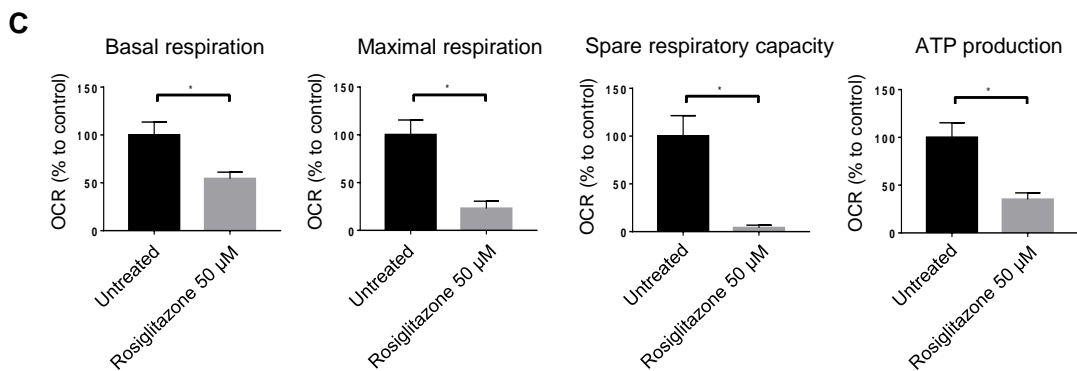 C
Basal respiration
OCR (% to control)
150
100
50
0
*
Untreated
Rosiglitazone 50 µM
Maximal respiration
OCR (% to control)
150
100
50
0
*
Untreated
Rosiglitazone 50 µM
Spare respiratory capacity
OCR (% to control)
150
100
50
0
*
Untreated
Rosiglitazone 50 µM
ATP production
OCR (% to control)
150
100
50
0
*
Untreated
Rosiglitazone 50 µM